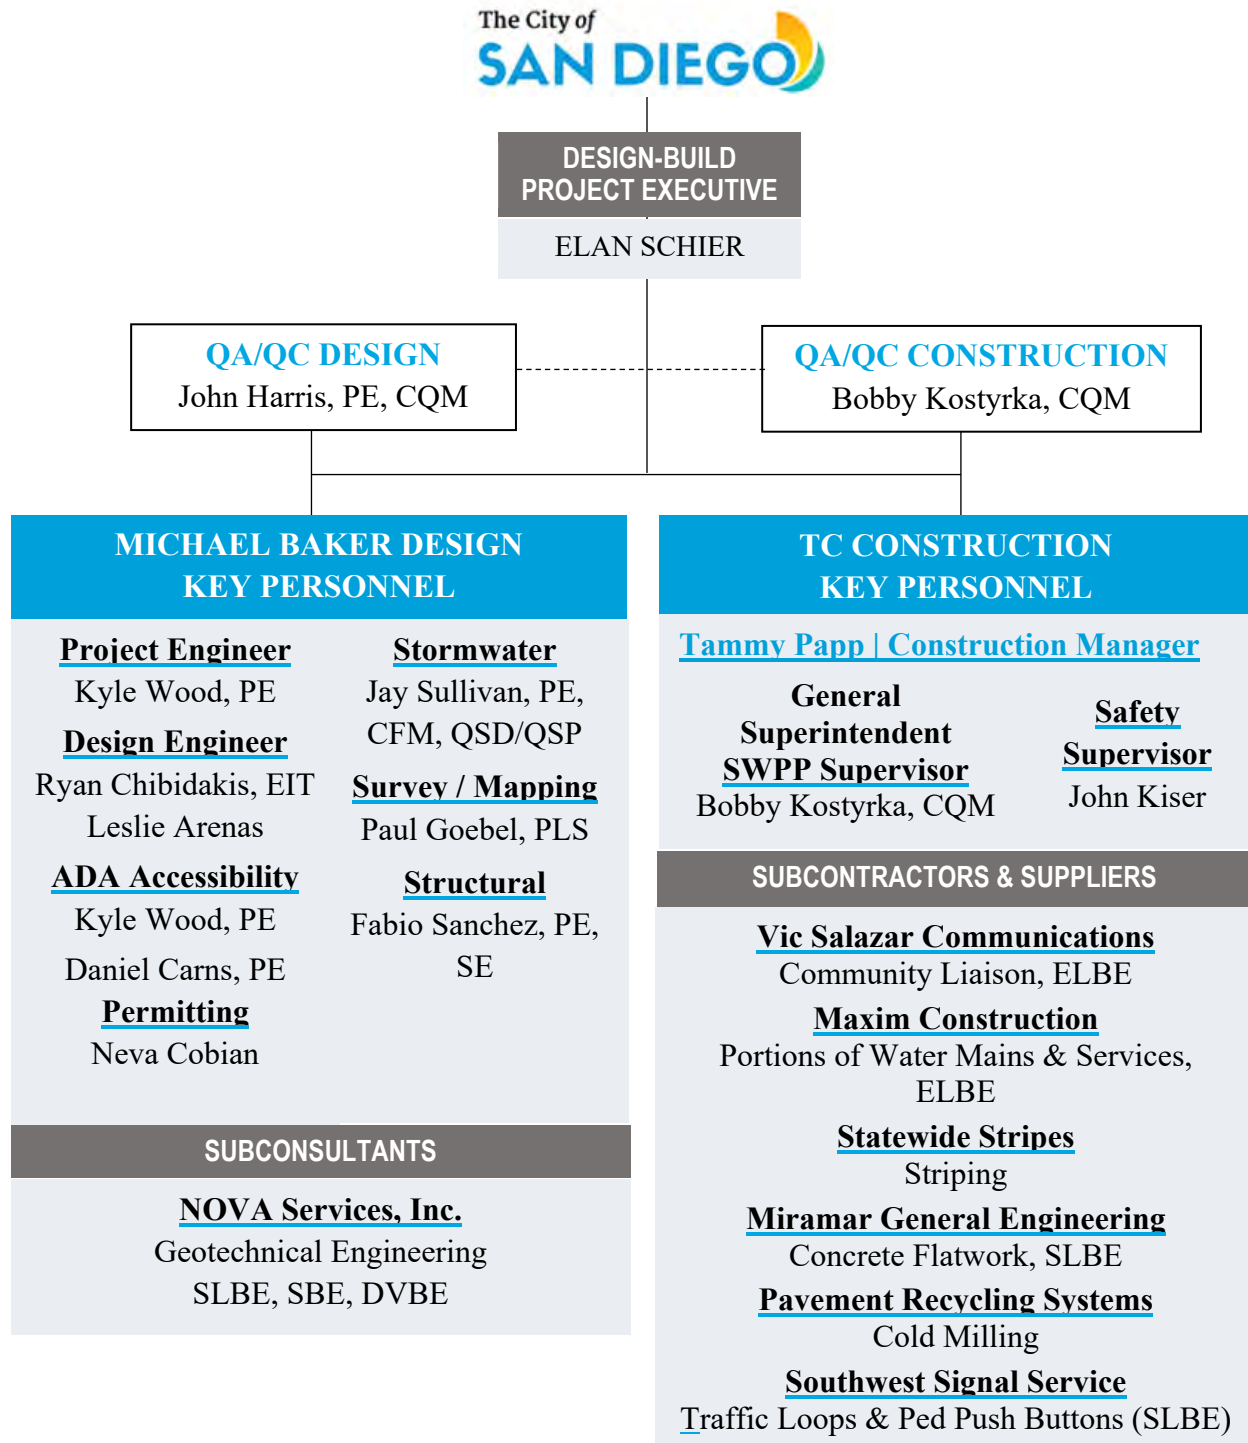 The City of
SAN DIEGO
DESIGN-BUILD
PROJECT EXECUTIVE
ELAN SCHIER
QA/QC DESIGN
John Harris, PE, CQM
QA/QC CONSTRUCTION
Bobby Kostyrka, CQM
MICHAEL BAKER DESIGN
KEY PERSONNEL
Project Engineer
Kyle Wood, PE
Design Engineer
Ryan Chibidakis, EIT
Leslie Arenas
ADA Accessibility
Kyle Wood, PE
Daniel Carns, PE
Permitting
Neva Cobian
Stormwater
Jay Sullivan, PE,
CFM, QSD/QSP
Survey / Mapping
Paul Goebel, PLS
Structural
Fabio Sanchez, PE,
SE
SUBCONSULTANTS
NOVA Services, Inc.
Geotechnical Engineering
SLBE, SBE, DVBE
TC CONSTRUCTION
KEY PERSONNEL
Tammy Papp | Construction Manager
General
Superintendent
SWPP Supervisor
Bobby Kostyrka, CQM
Safety
Supervisor
John Kiser
SUBCONTRACTORS & SUPPLIERS
Vic Salazar Communications
Community Liaison, ELBE
Maxim Construction
Portions of Water Mains & Services,
ELBE
Statewide Stripes
Striping
Miramar General Engineering
Concrete Flatwork, SLBE
Pavement Recycling Systems
Cold Milling
Southwest Signal Service
Traffic Loops & Ped Push Buttons (SLBE)